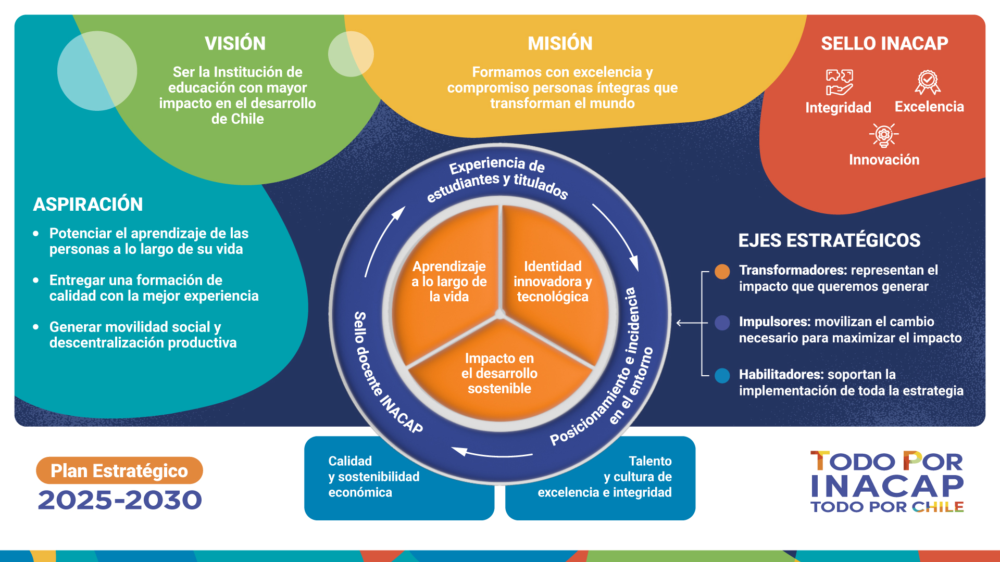 VISIÓN
Ser la Institución de
educación con mayor
impacto en el desarrollo
de Chile
MISIÓN
Formamos con excelencia y
compromiso personas íntegras que
transforman el mundo
SELLO INACAP
Integridad
Excelencia
Innovación
ASPIRACIÓN
• Potenciar el aprendizaje de las
personas a lo largo de su vida
• Entregar una formación de
calidad con la mejor experiencia
• Generar movilidad social y
descentralización productiva
Experiencia de
estudiantes y titulados
Posicionamiento e incidencia
en el entorno
Sello docente INACAP
Aprendizaje
a lo largo de
la vida
Identidad
innovadora y
tecnológica
Impacto en
el desarrollo
sostenible
EJES ESTRATÉGICOS
Transformadores: representan el
impacto que queremos generar
Impulsores: movilizan el cambio
necesario para maximizar el impacto
Habilitadores: soportan la
implementación de toda la estrategia
Calidad
y sostenibilidad
económica
Talento
y cultura de
excelencia e integridad
Plan Estratégico
2025-2030
TODO POR
INACAP
TODO POR CHILE